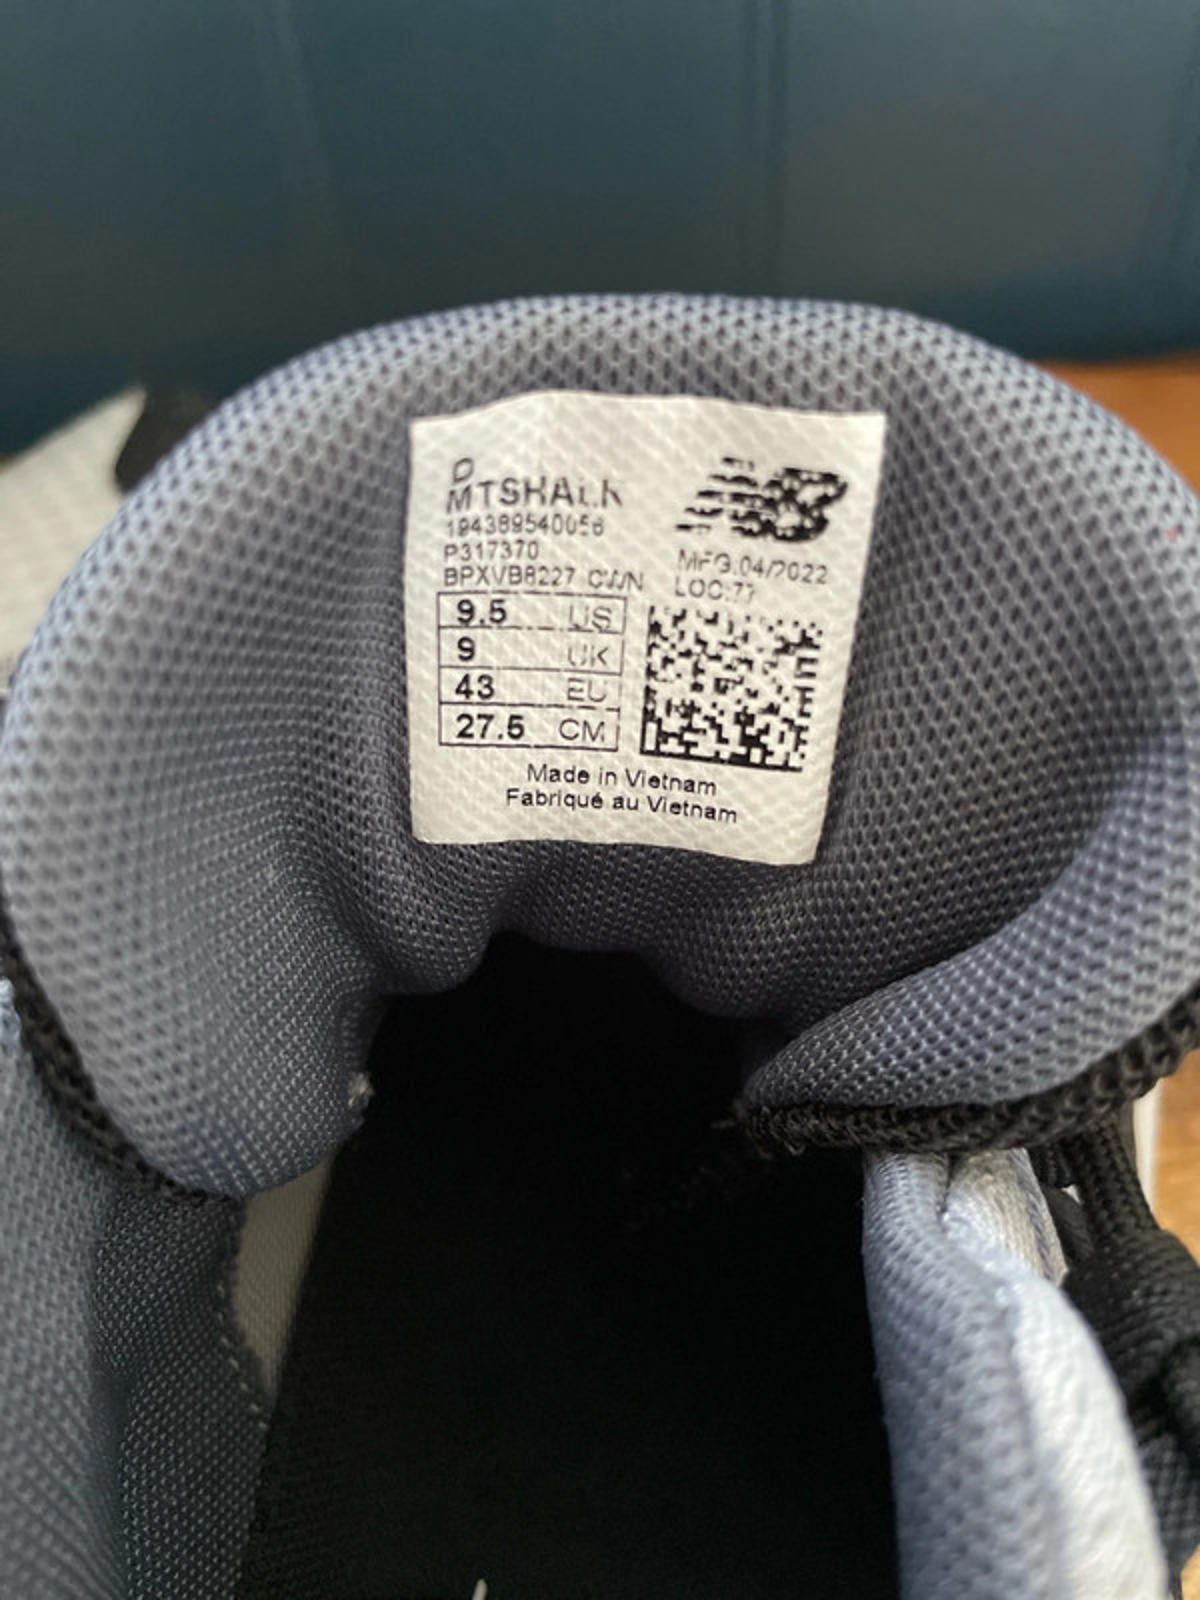 D
MTSHALK
194389540056
P317370
BPXVB8227 CWN
NB
MFG:04/2022
LOC:77
9.5 US
9 UK
43 EU
27.5 CM
Made in Vietnam
Fabriqué au Vietnam